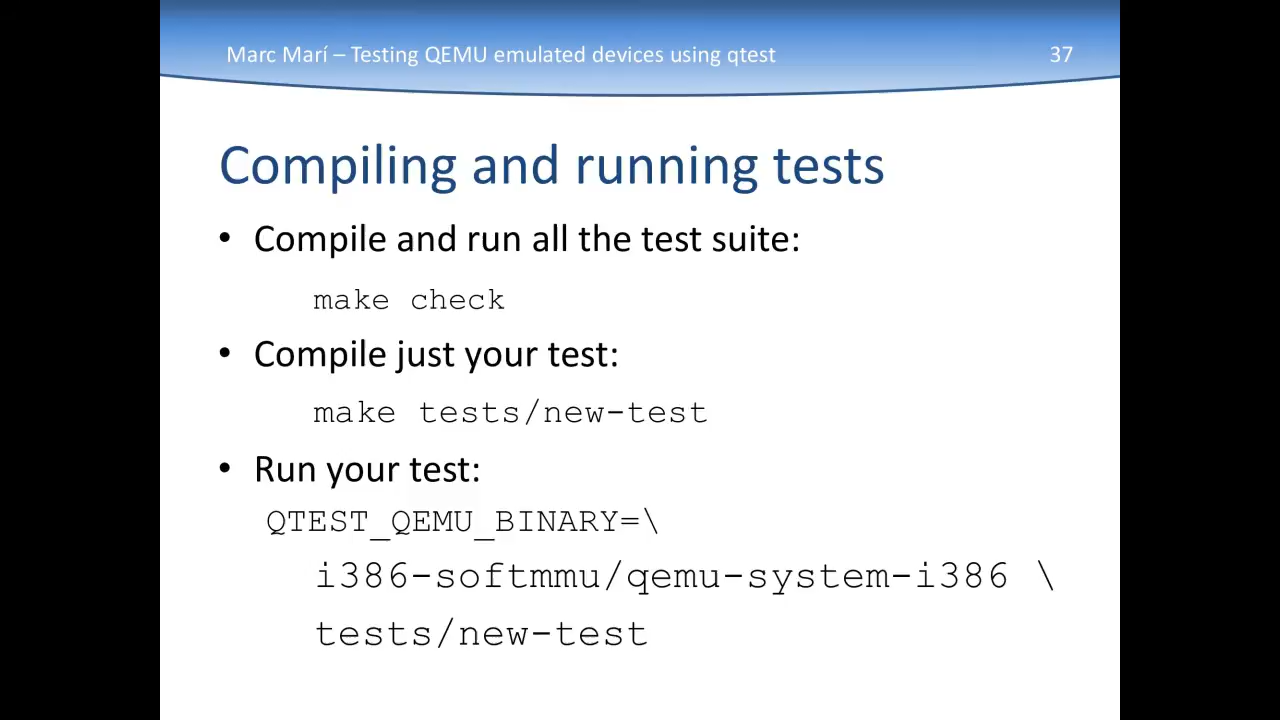 Marc Marí – Testing QEMU emulated devices using qtest 37
Compiling and running tests
• Compile and run all the test suite:
make check
• Compile just your test:
make tests/new-test
• Run your test:
QTEST_QEMU_BINARY=\
i386-softmmu/qemu-system-i386 \
tests/new-test